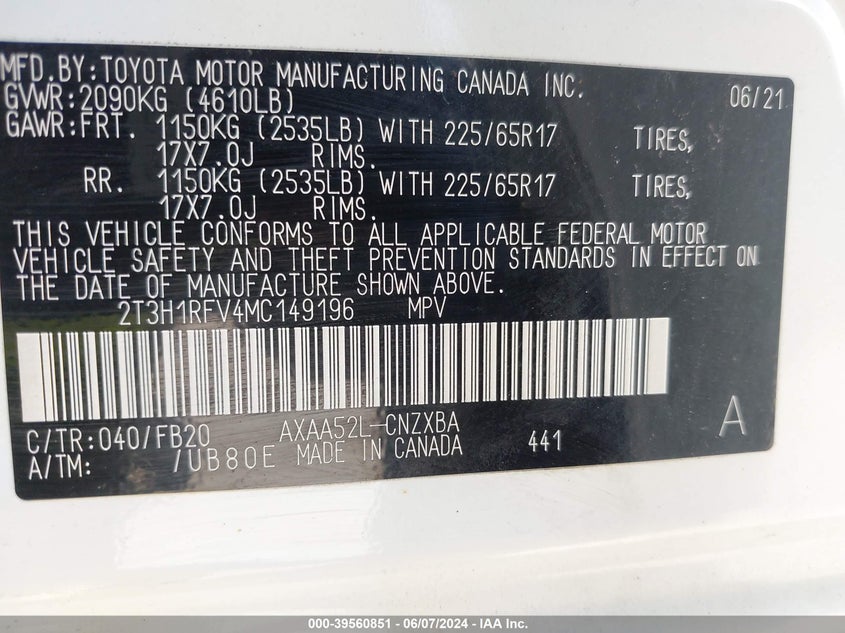 MFD.BY:TOYOTA MOTOR MANUFACTURING CANADA INC. 06/21
GVWR:2090KG (4610LB)
GAWR:FRT. 1150KG (2535LB) WITH 225/65R17 TIRES,
17X7.0J RIMS.
RR. 1150KG (2535LB) WITH 225/65R17 TIRES,
17X7.0J RIMS.
THIS VEHICLE CONFORMS TO ALL APPLICABLE FEDERAL MOTOR
VEHICLE SAFETY AND THEFT PREVENTION STANDARDS IN EFFECT ON
THE DATE OF MANUFACTURE SHOWN ABOVE.
2T3H1RFV4MC149196 MPV
C/TR:040/FB20 AXAA52L-CNZXBA 441 A
A/TM: /UB80E MADE IN CANADA
000-39560851 - 06/07/2024 - IAA Inc.